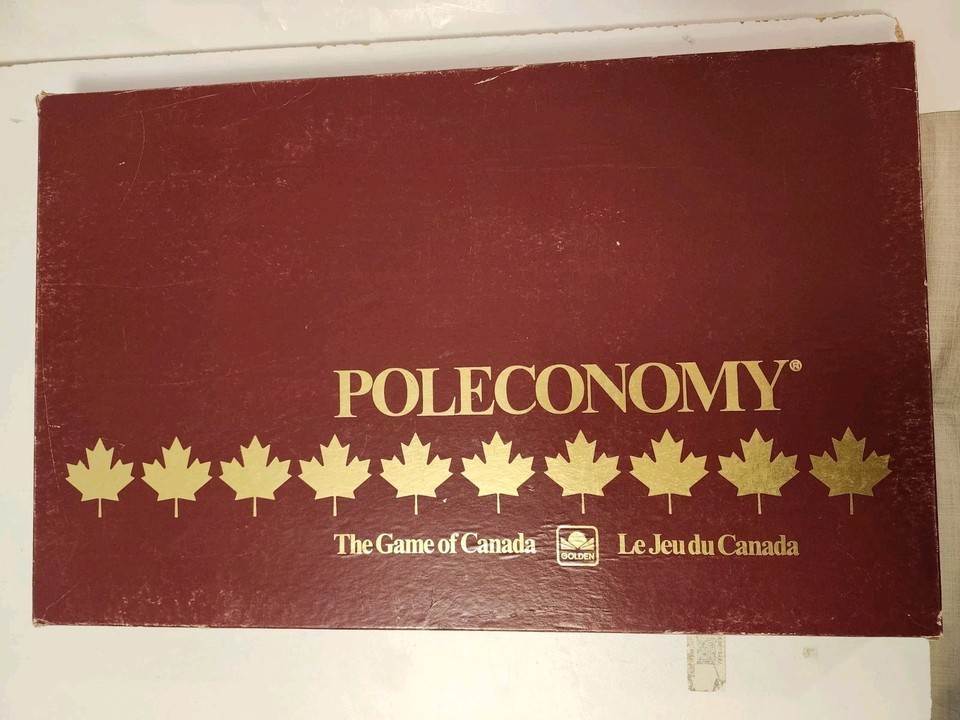 POLECONOMY®
The Game of Canada GOLDEN Le Jeu du Canada